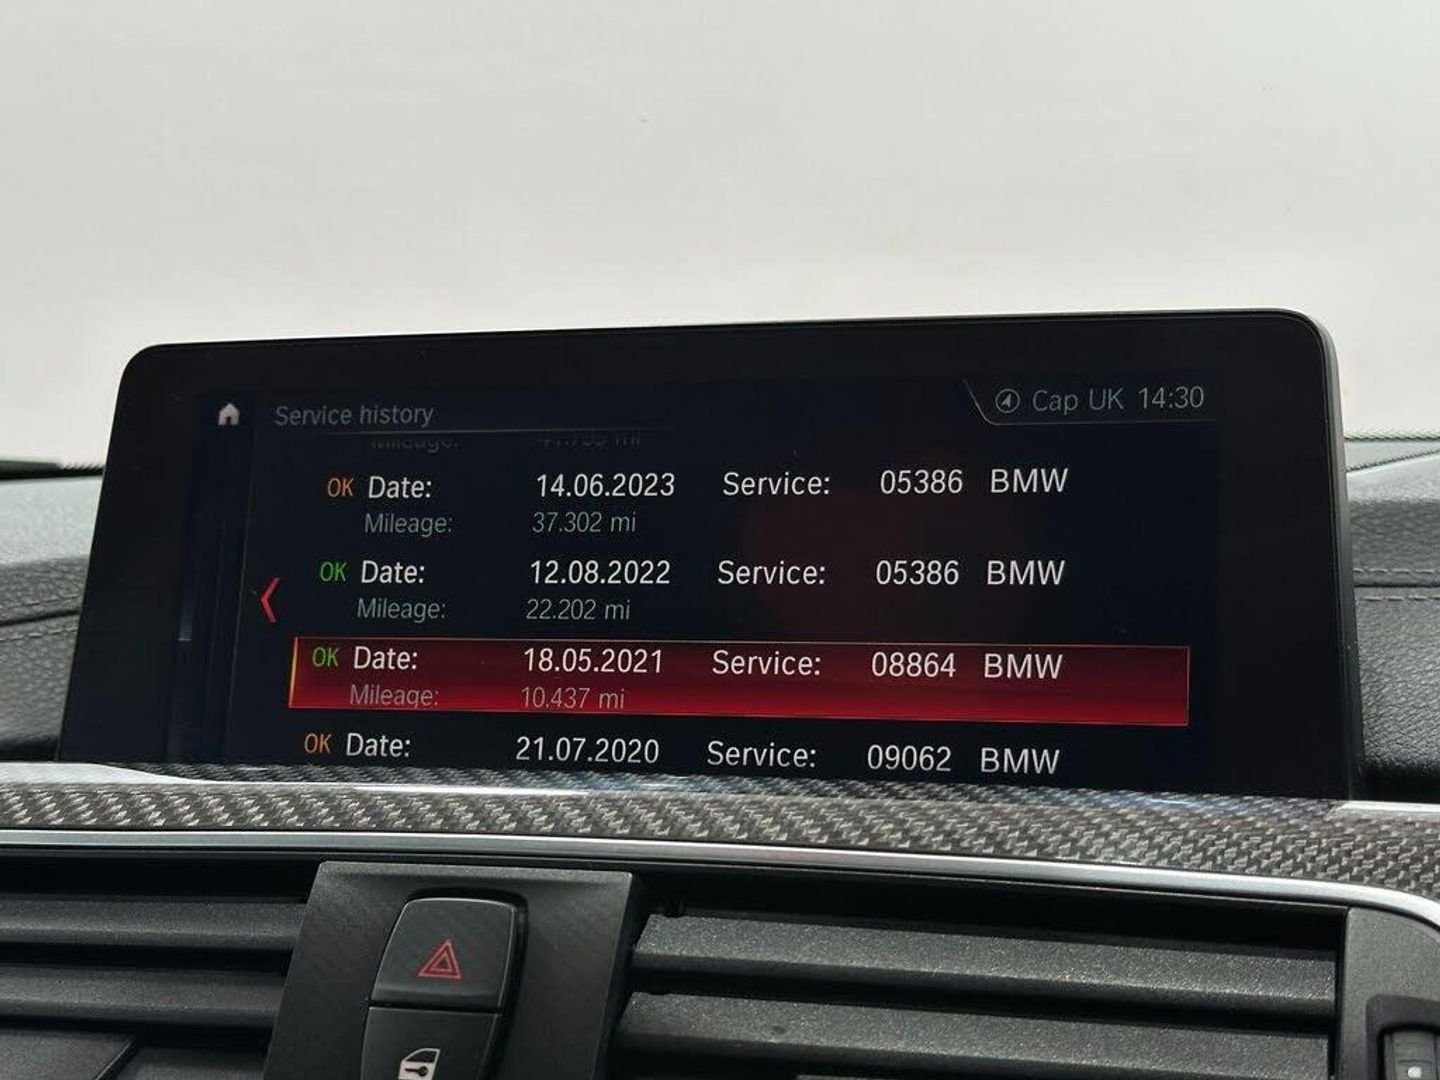 Service history
Cap UK 14:30
Mileage: mi
OK Date: 14.06.2023 Service: 05386 BMW
Mileage: 37.302 mi
OK Date: 12.08.2022 Service: 05386 BMW
Mileage: 22.202 mi
OK Date: 18.05.2021 Service: 08864 BMW
Mileage: 10.437 mi
OK Date: 21.07.2020 Service: 09062 BMW